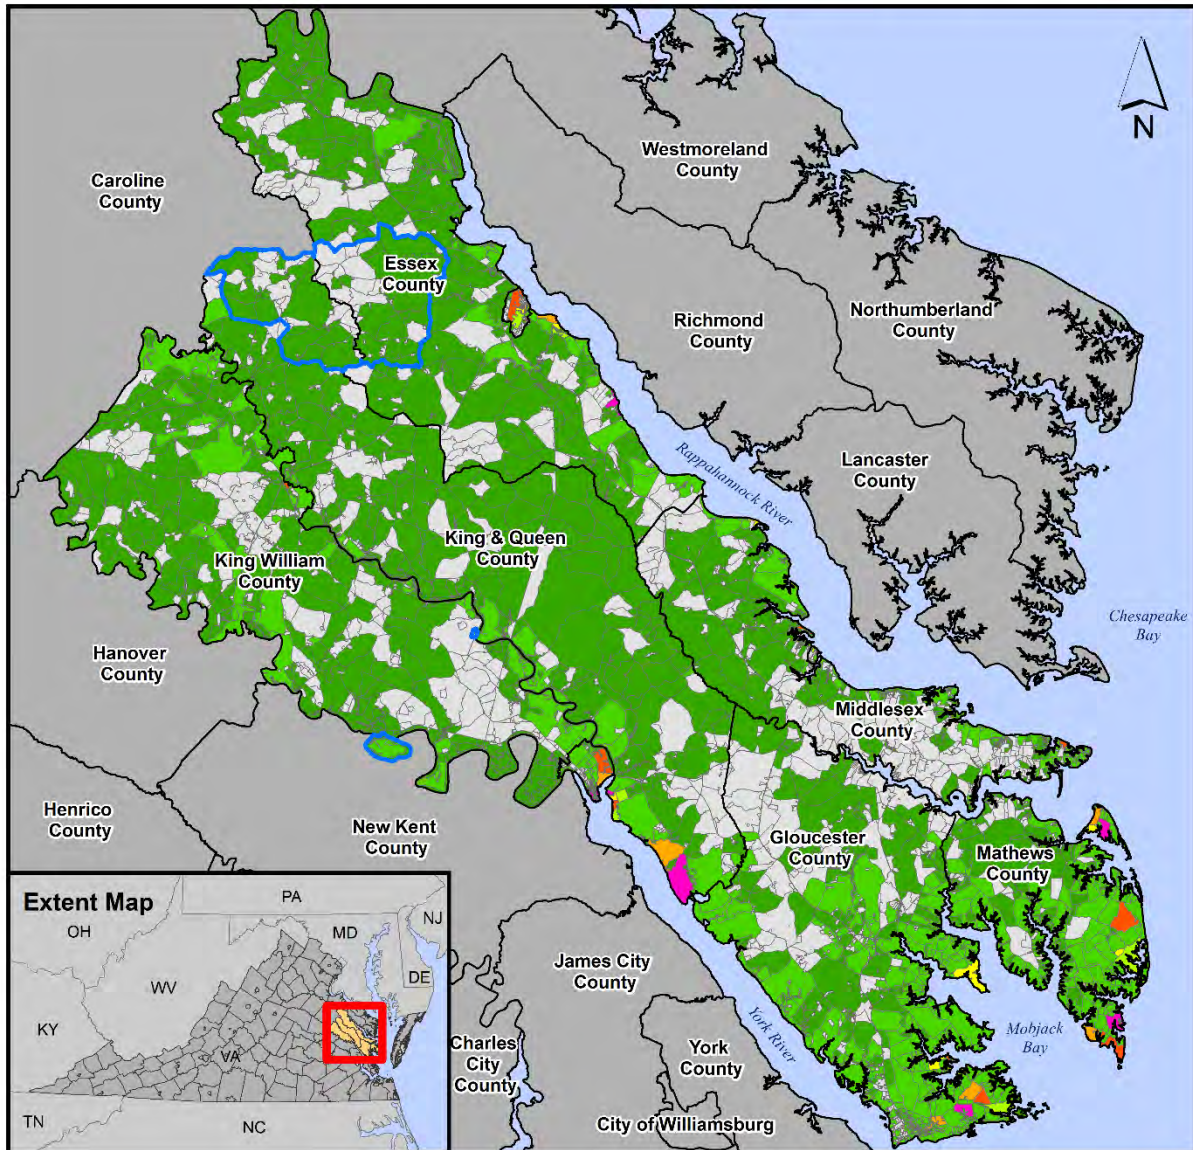 N
Westmoreland
County
Caroline
County
Essex
County
Richmond
County
Northumberland
County
Rappahannock River
Lancaster
County
King & Queen
County
King William
County
Chesapeake
Bay
Hanover
County
Middlesex
County
Henrico
County
New Kent
County
Gloucester
County
Mathews
County
James City
County
York River
Mobjack
Bay
Charles
City
County
York
County
City of Williamsburg
Extent Map
PA
NJ
OH
MD
DE
WV
KY
VA
TN
NC